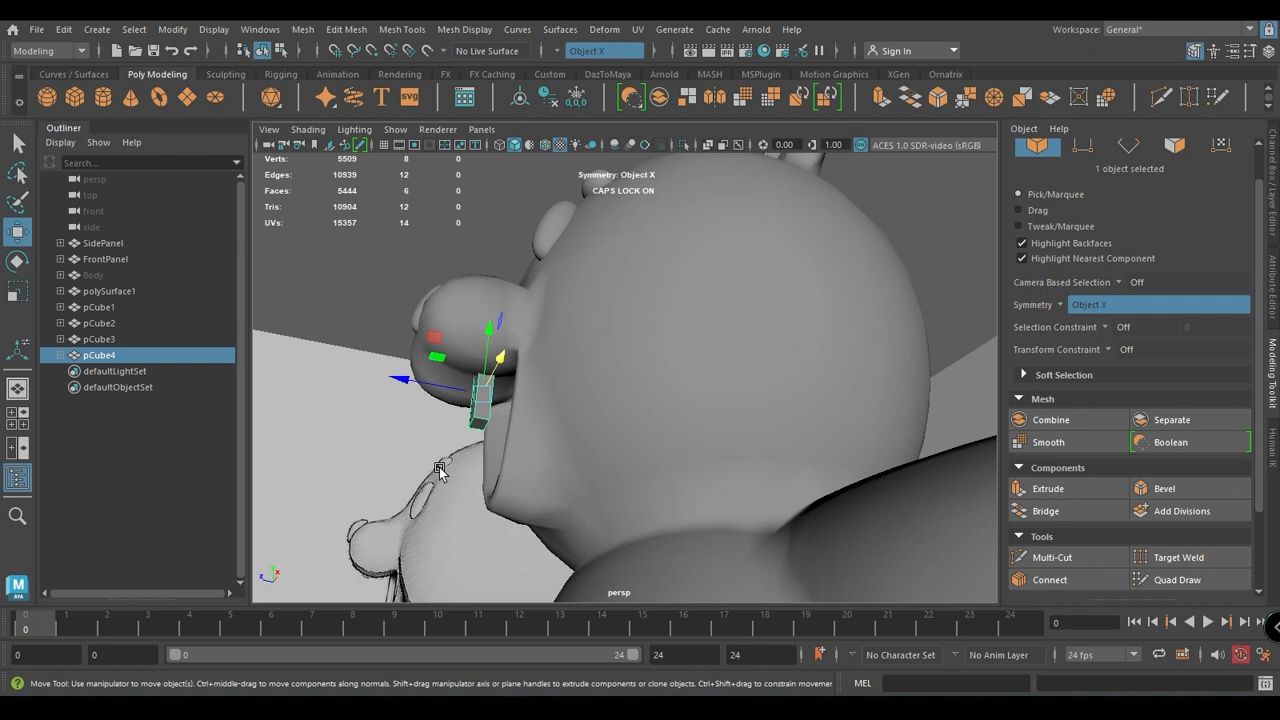 File Edit Create Select Modify Display Windows Mesh Edit Mesh Mesh Tools Mesh Display Curves Surfaces Deform UV Generate Cache Arnold Help Workspace: General*
Modeling No Live Surface Object X Sign In
Curves / Surfaces Poly Modeling Sculpting Rigging Animation Rendering FX FX Caching Custom DazToMaya Arnold MASH MSPlugin Motion Graphics XGen Ornatrix
Outliner
Display Show Help
Search...
persp
top
front
side
SidePanel
FrontPanel
Body
polySurface1
pCube1
pCube2
pCube3
pCube4
defaultLightSet
defaultObjectSet
View Shading Lighting Show Renderer Panels
0.00 1.00 ACES 1.0 SDR-video (sRGB)
Verts: 5509 8 0
Edges: 10939 12 0
Faces: 5444 6 0
Tris: 10904 12 0
UVs: 15357 14 0
Symmetry: Object X
CAPS LOCK ON
persp
Object Help
1 object selected
Pick/Marquee
Drag
Tweak/Marquee
Highlight Backfaces
Highlight Nearest Component
Camera Based Selection Off
Symmetry Object X
Selection Constraint Off 0
Transform Constraint Off
Soft Selection
Mesh
Combine Separate
Smooth Boolean
Components
Extrude Bevel
Bridge Add Divisions
Tools
Multi-Cut Target Weld
Connect Quad Draw
Channel Box / Layer Editor
Attribute Editor
Modeling Toolkit
Human IK
MAYA
0 1 2 3 4 5 6 7 8 9 10 11 12 13 14 15 16 17 18 19 20 21 22 23 24
0 0
0 0 0 24 24 24 No Character Set No Anim Layer 24 fps
Move Tool: Use manipulator to move object(s). Ctrl+middle-drag to move components along normals. Shift+drag manipulator axis or plane handles to extrude components or clone objects. Ctrl+Shift+drag to constrain movemen MEL